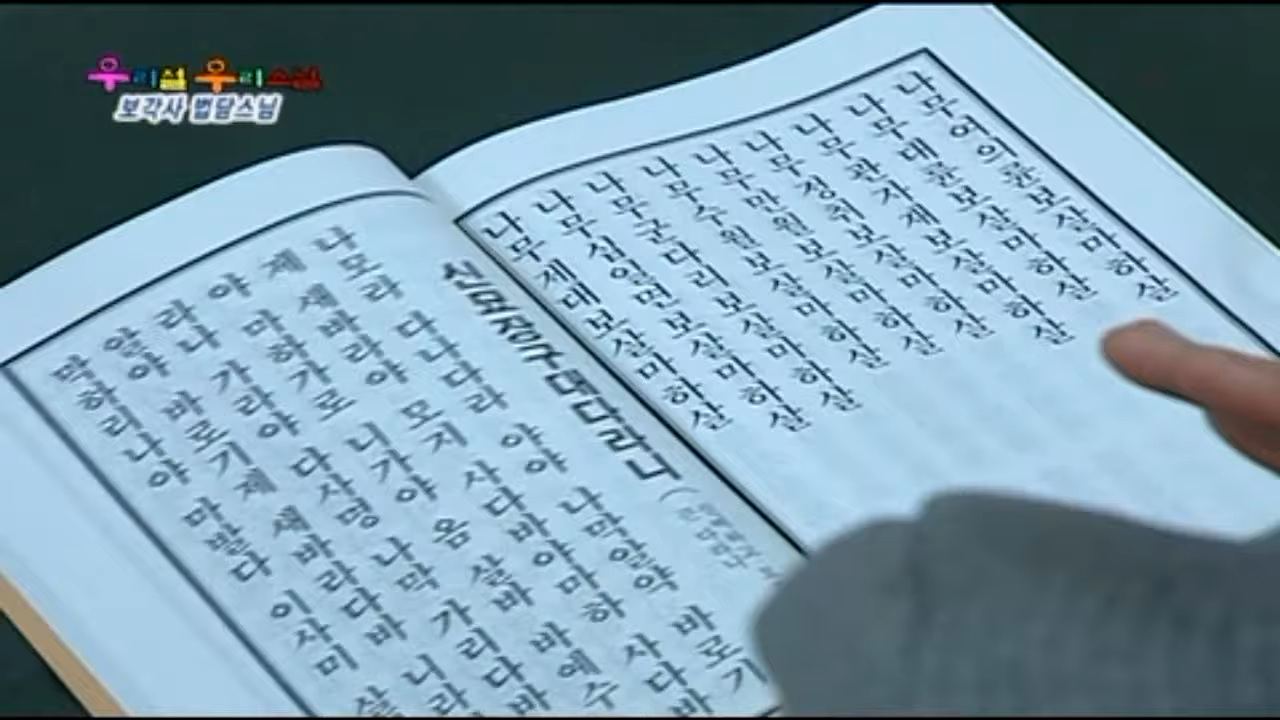 우리절 우리스님
보각사 법담스님
나무여의륜보살마하살
나무대륜보살마하살
나무관자재보살마하살
나무정취보살마하살
나무만월보살마하살
나무수월보살마하살
나무군다리보살마하살
나무십일면보살마하살
나무제대보살마하살
신묘장구대다라니
나모라 다나다라 야야 나막알약 바로기
제 새바라야 모지 사다바야 마하 사다바
야 마하가로 니가야 옴 살바 바예수
라나 가라야 다사명 나막 가리다바
알야 바로기제 새바라 다바 니라
막하리나야 마발다 이사미 살